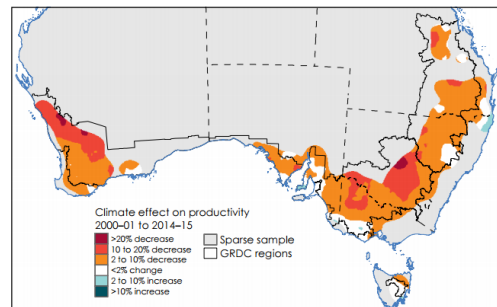 Climate effect on productivity
2000–01 to 2014–15
>20% decrease
10 to 20% decrease
2 to 10% decrease
<2% change
2 to 10% increase
>10% increase
Sparse sample
GRDC regions